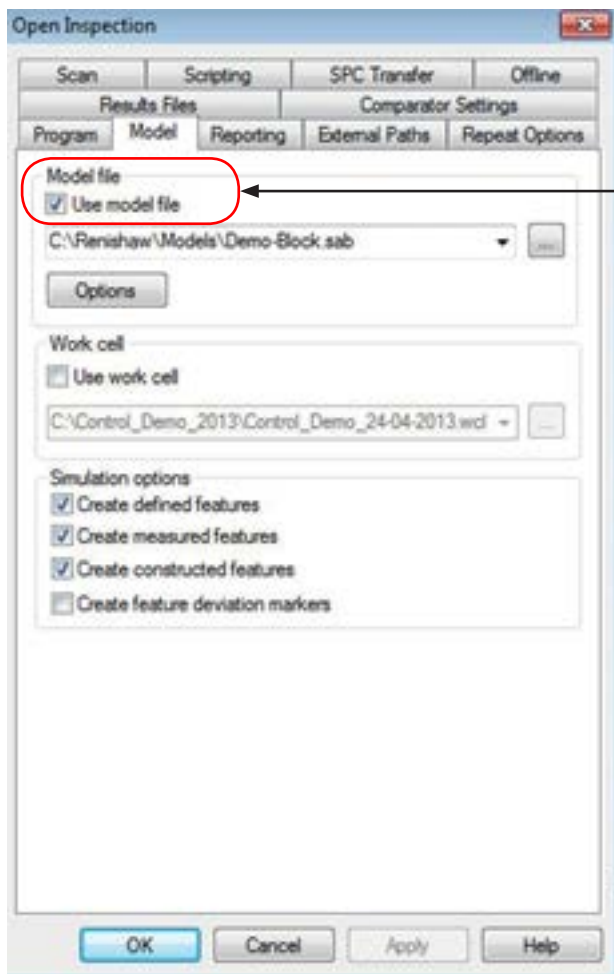 Open Inspection
Scan Scripting SPC Transfer Offline
Results Files Comparator Settings
Program Model Reporting External Paths Repeat Options
Model file
Use model file
C:\Renishaw\Models\Demo-Block.sab ...
Options
Work cell
Use work cell
C:\Control_Demo_2013\Control_Demo_24-04-2013.wcl ...
Simulation options
Create defined features
Create measured features
Create constructed features
Create feature deviation markers
OK Cancel Apply Help